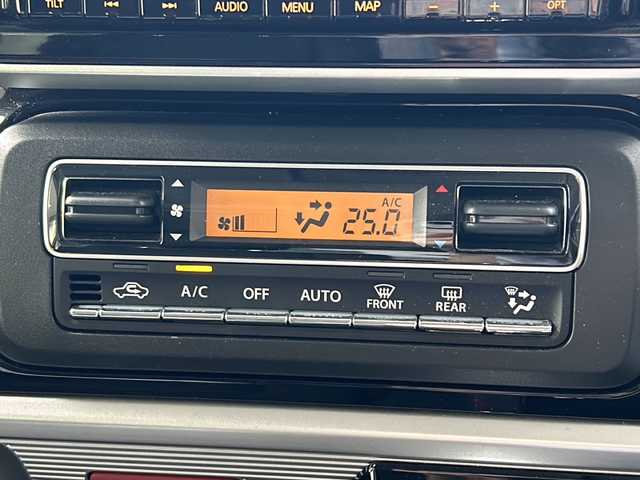 TILT AUDIO MENU MAP − + OPT
A/C
25.0
A/C OFF AUTO FRONT REAR